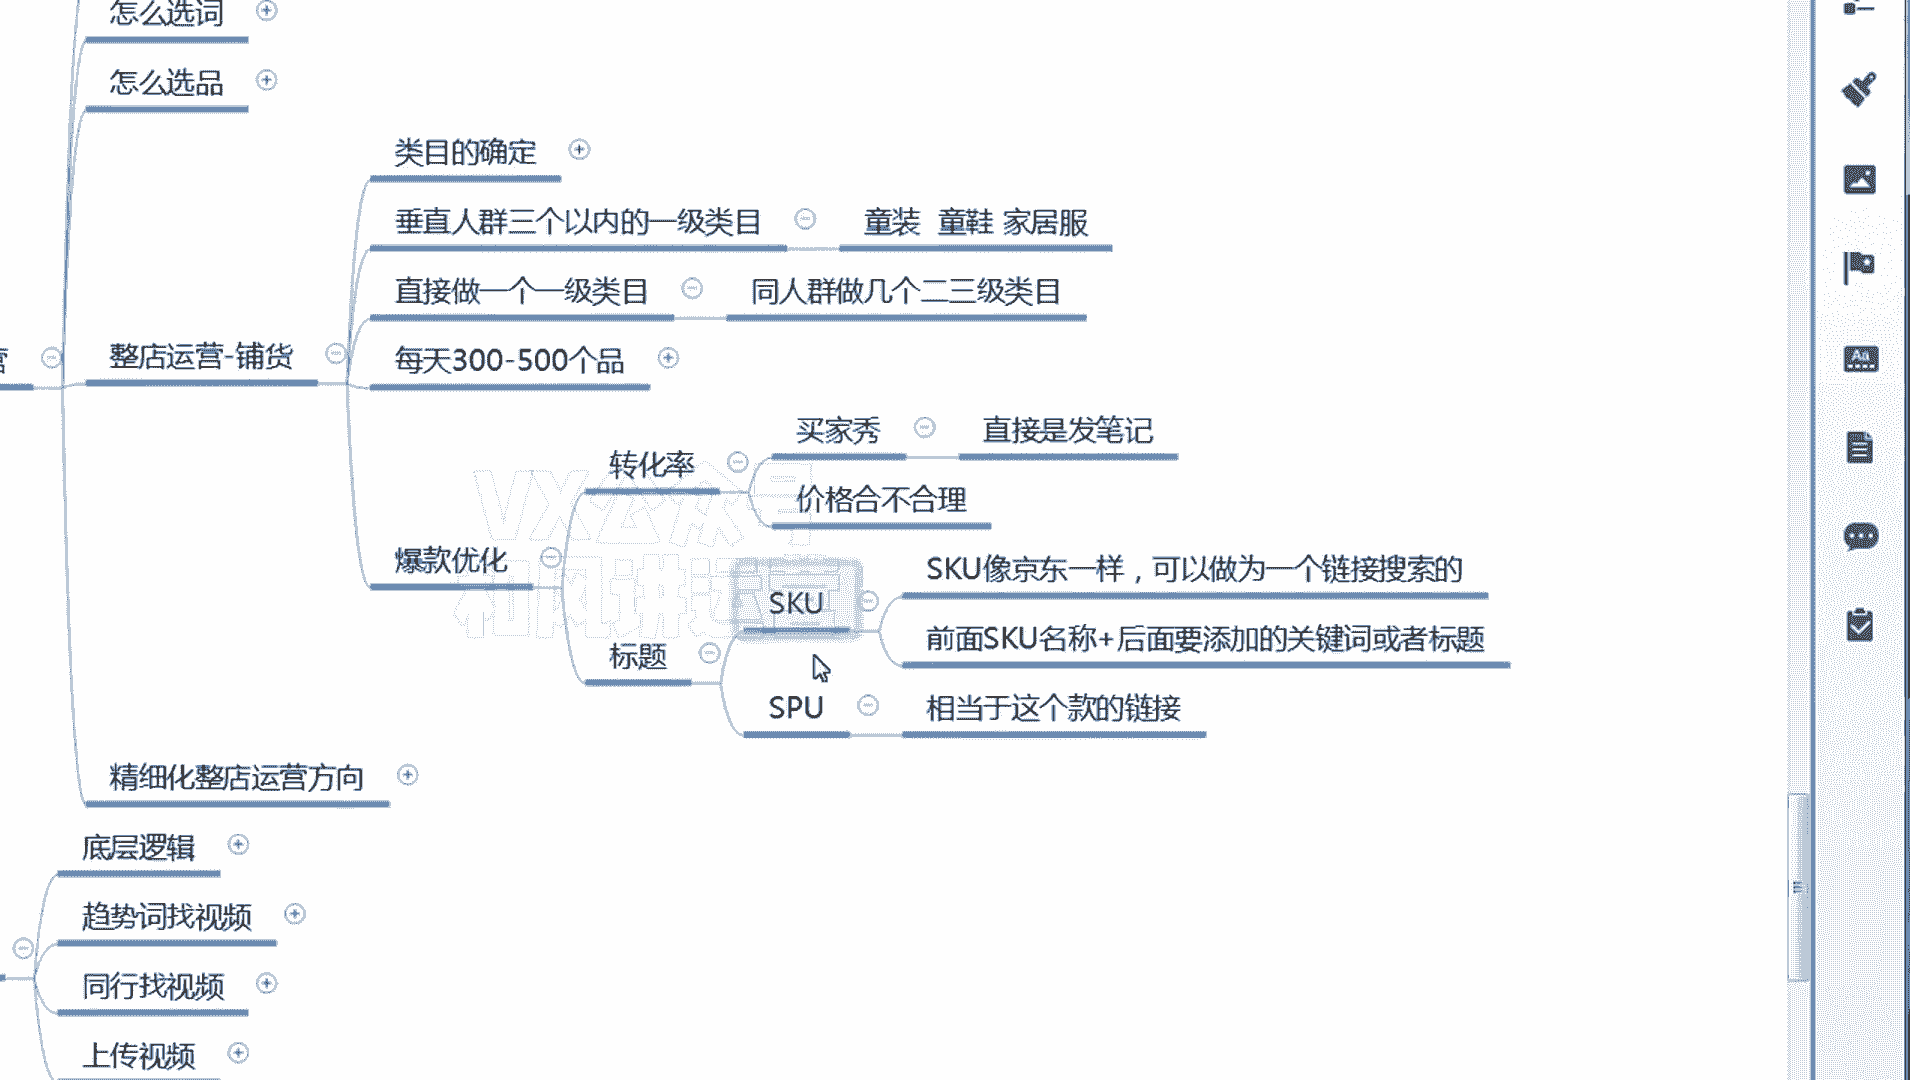 怎么选词
怎么选品
类目的确定
垂直人群三个以内的一级类目
童装 童鞋 家居服
直接做一个一级类目
同人群做几个二三级类目
整店运营-铺货
每天300-500个品
买家秀
直接是发笔记
转化率
价格合不合理
爆款优化
VX公众号
SKU像京东一样，可以做为一个链接搜索的
SKU
前面SKU名称+后面要添加的关键词或者标题
标题
SPU
相当于这个款的链接
精细化整店运营方向
底层逻辑
趋势词找视频
同行找视频
上传视频